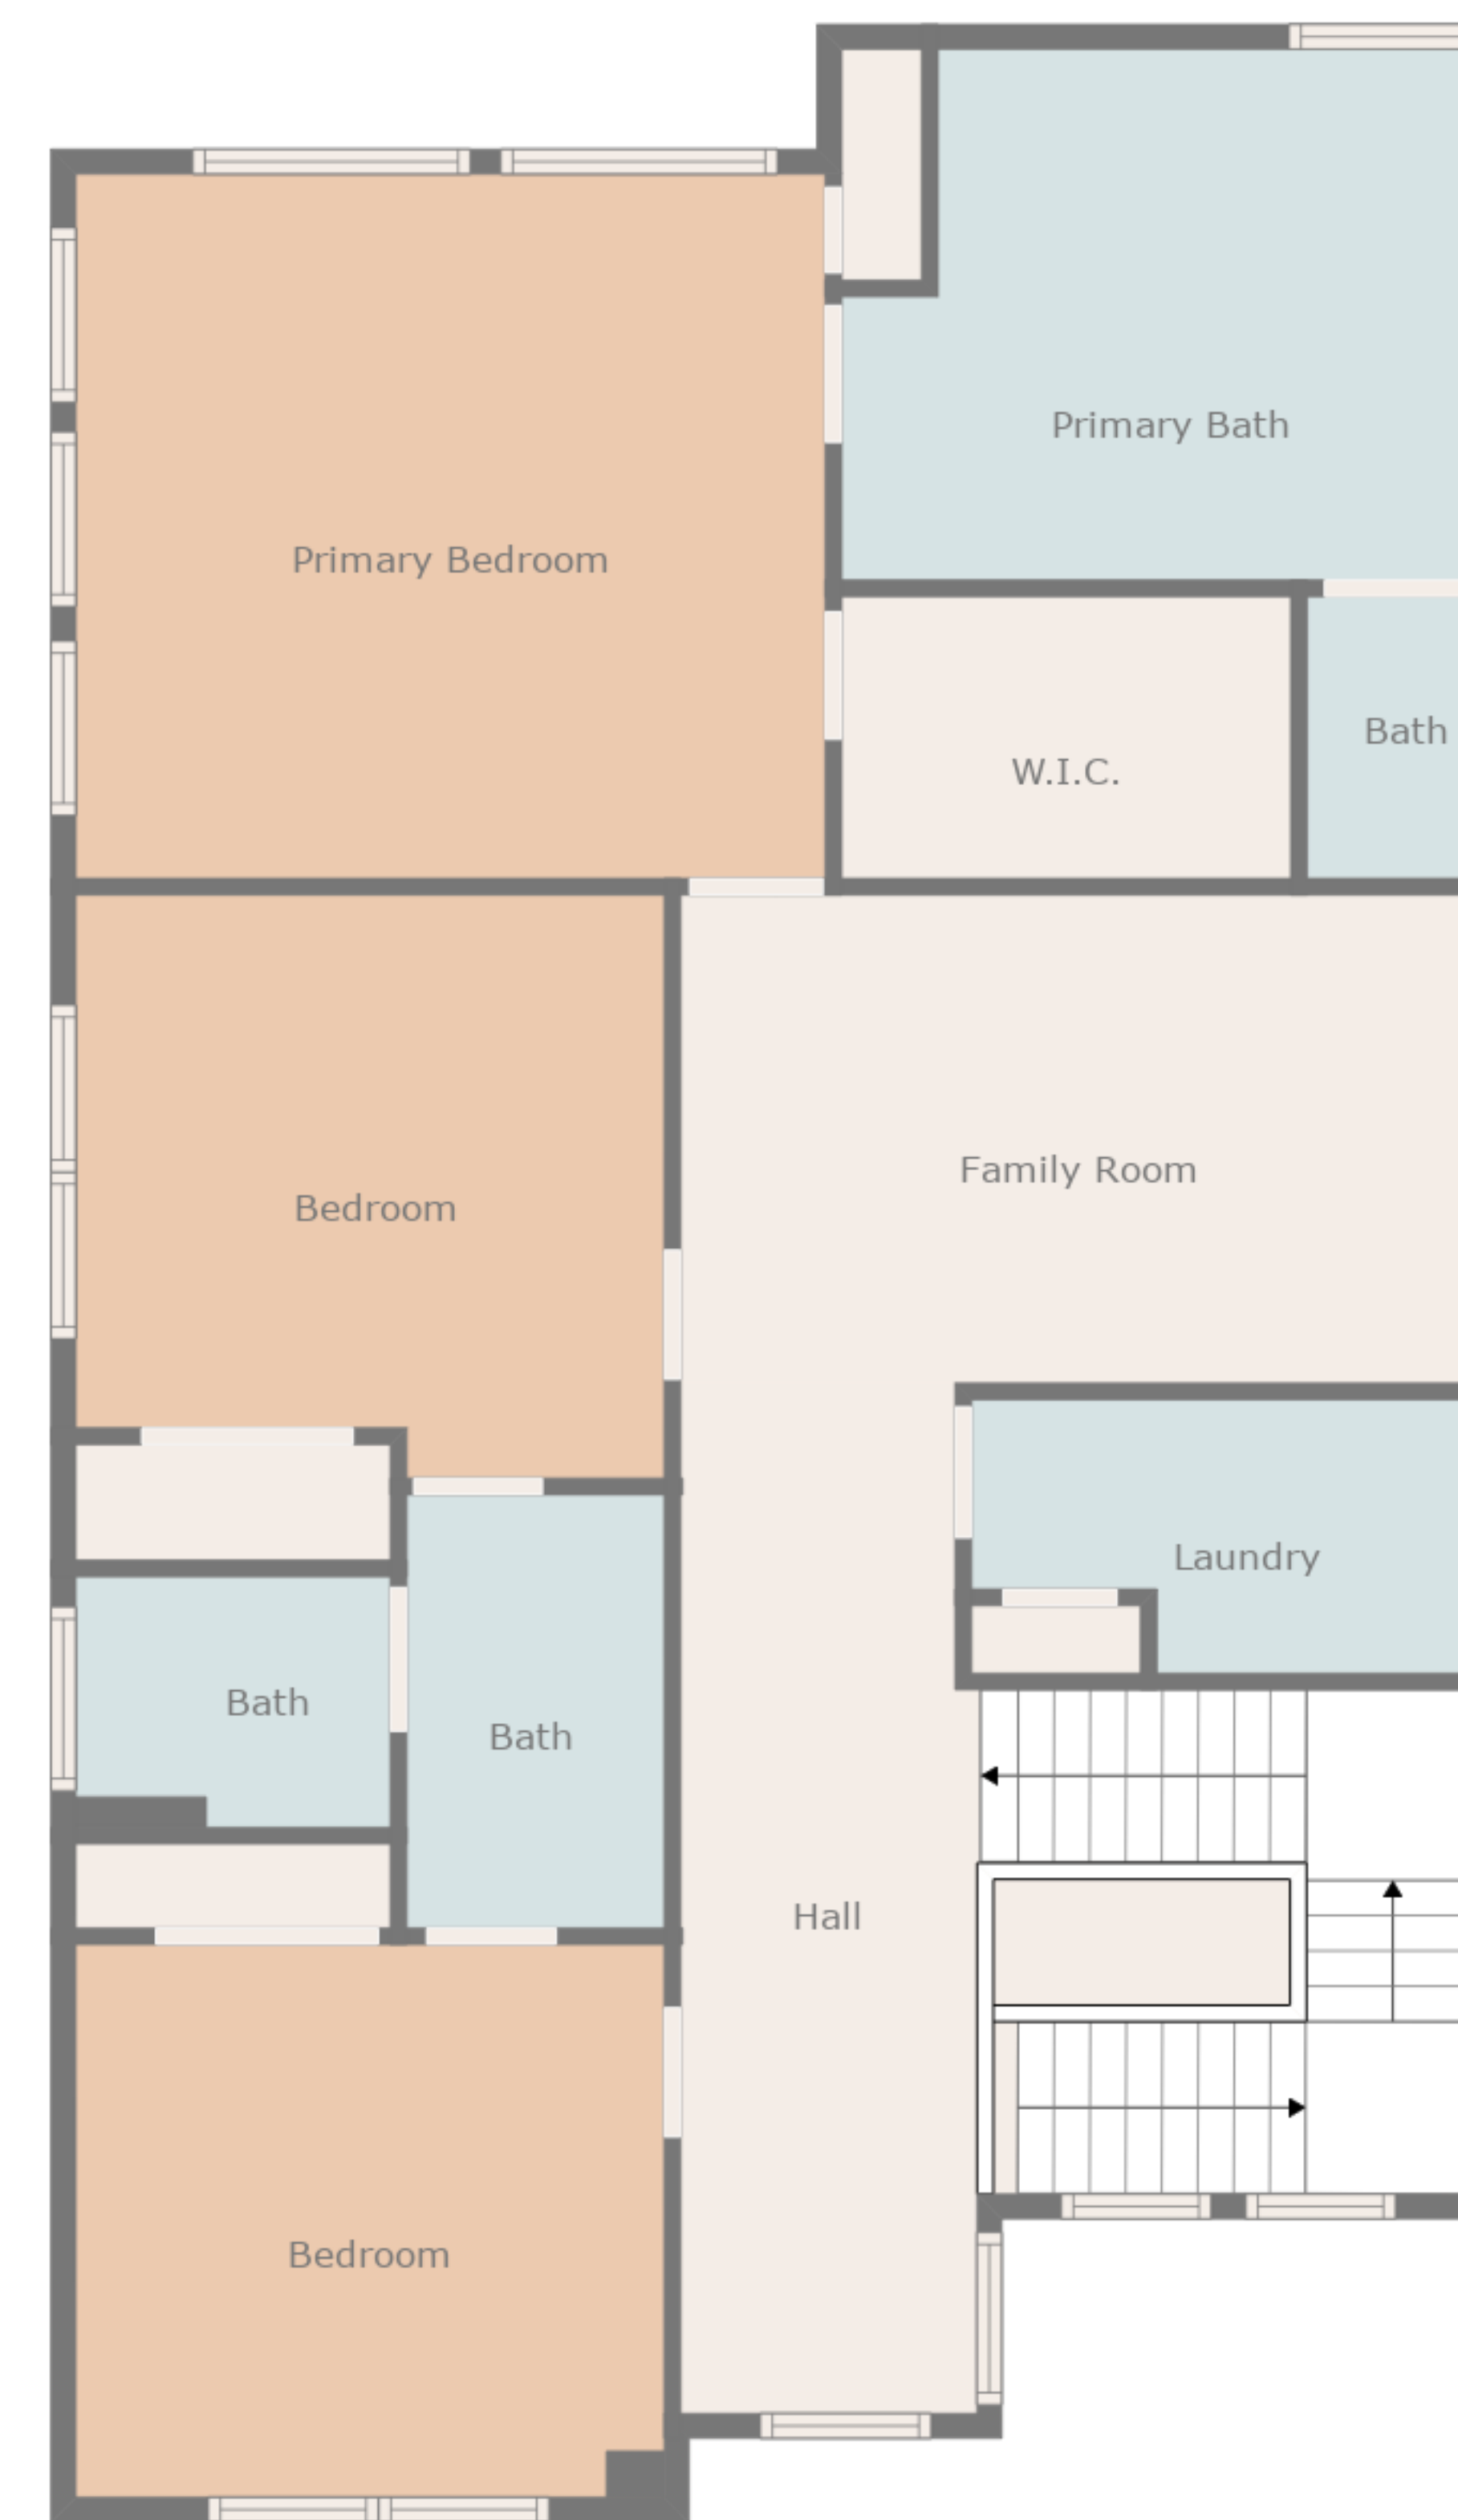 Primary Bath
Primary Bedroom
Bath
W.I.C.
Family Room
Bedroom
Laundry
Bath
Bath
Hall
Bedroom